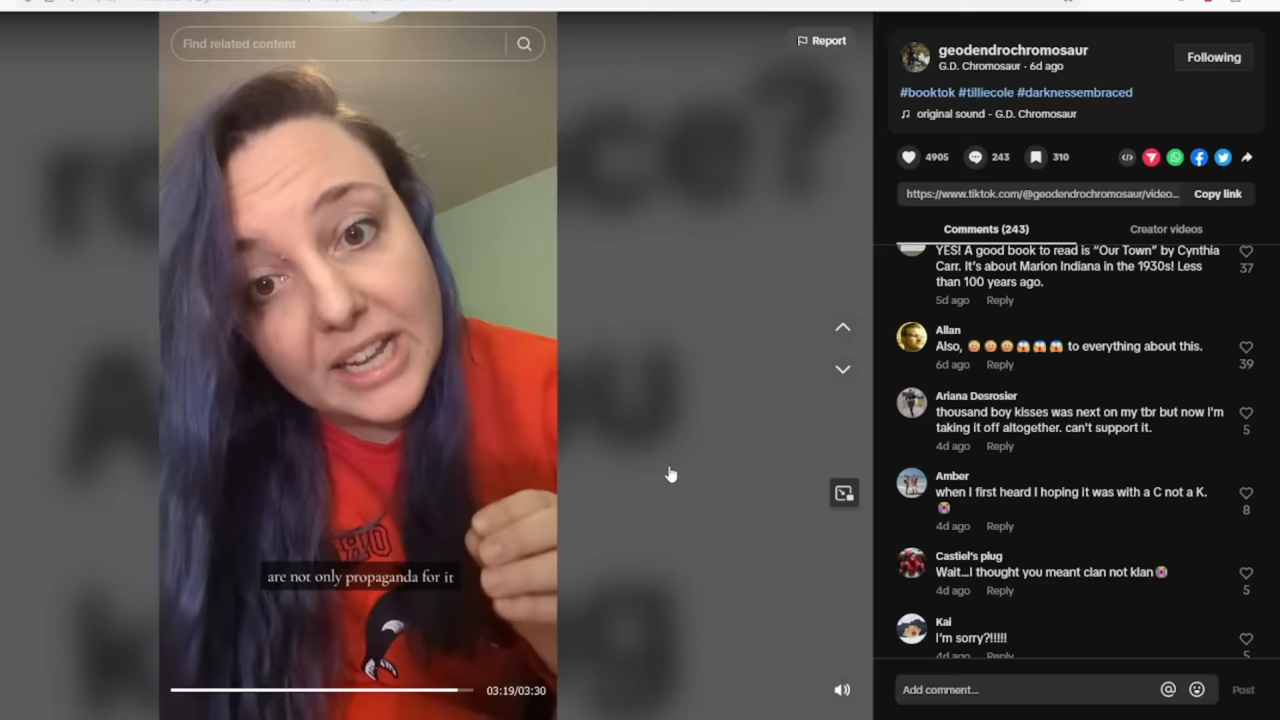 Find related content
Report
are not only propaganda for it
03:19/03:30
geodendrochromosaur
G.D. Chromosaur · 6d ago
Following
#booktok #tilliecole #darknessembraced
original sound - G.D. Chromosaur
4905
243
310
https://www.tiktok.com/@geodendrochromosaur/video...
Copy link
Comments (243)
Creator videos
YES! A good book to read is “Our Town” by Cynthia
Carr. It’s about Marion Indiana in the 1930s! Less
than 100 years ago.
37
5d ago
Reply
Allan
Also, 😡😡😡😱😱😱 to everything about this.
39
6d ago
Reply
Ariana Desrosier
thousand boy kisses was next on my tbr but now I'm
taking it off altogether. can't support it.
5
4d ago
Reply
Amber
when I first heard I hoping it was with a C not a K.
8
4d ago
Reply
Castiel’s plug
Wait...I thought you meant clan not klan
5
4d ago
Reply
Kai
I’m sorry?!!!!!
5
4d ago
Reply
Add comment...
Post